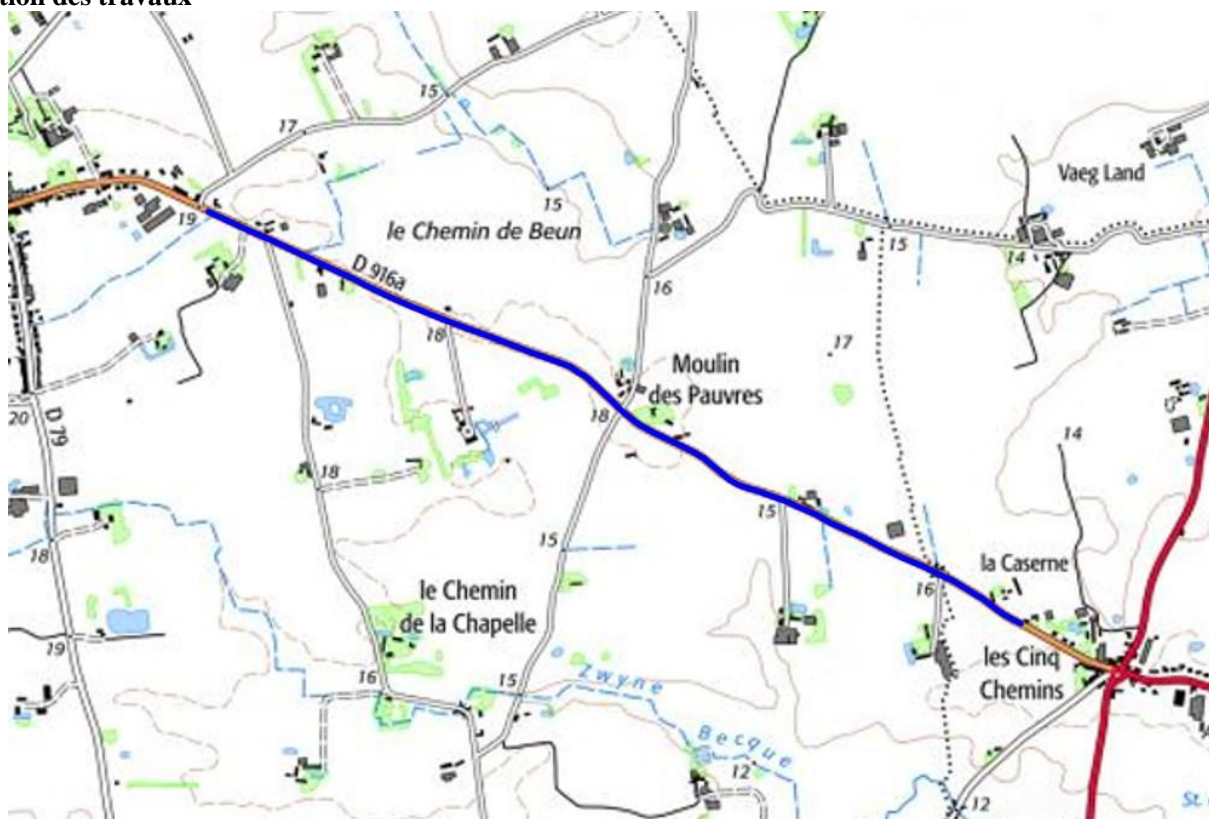 tion des travaux
15
17
Vaeg Land
19
15
le Chemin de Beun
15
14
D 916a
16
18
17
Moulin
des Pauvres
20
D 79
18
14
18
15
18
15
la Caserne
16
le Chemin
de la Chapelle
19
les Cinq
Chemins
16
15
Zwyne
Becque
12
12
St